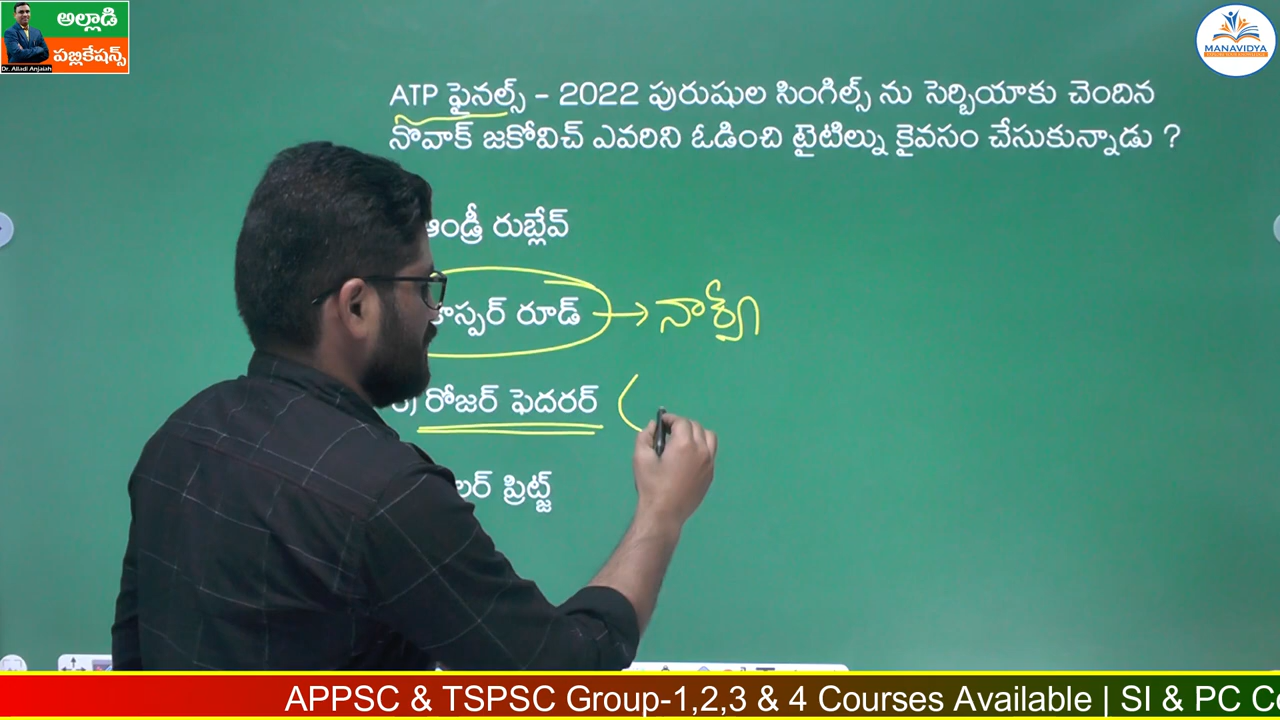 అల్లాడి
పబ్లికేషన్స్
Dr. Alladi Anjaiah
MANAVIDYA
ATP ఫైనల్స్ – 2022 పురుషుల సింగిల్స్ ను సెర్బియాకు చెందిన
నొవాక్ జకోవిచ్ ఎవరిని ఓడించి టైటిల్ను కైవసం చేసుకున్నాడు ?
ఆండ్రీ రుబ్లేవ్
కాస్పర్ రూడ్ → నార్వే
రోజర్ ఫెదరర్ (
లర్ ఫ్రిట్జ్
APPSC & TSPSC Group-1,2,3 & 4 Courses Available | SI & PC Co